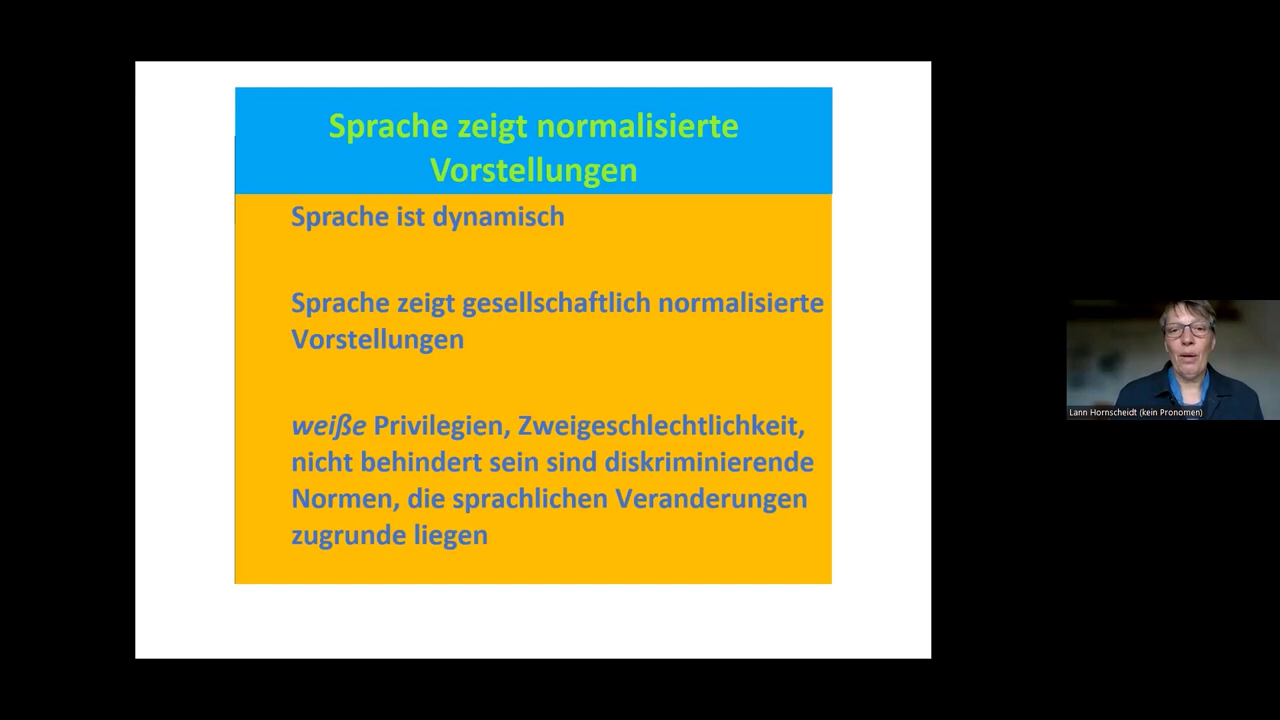 Sprache zeigt normalisierte
Vorstellungen
Sprache ist dynamisch
Sprache zeigt gesellschaftlich normalisierte
Vorstellungen
weiße Privilegien, Zweigeschlechtlichkeit,
nicht behindert sein sind diskriminierende
Normen, die sprachlichen Veranderungen
zugrunde liegen
Lann Hornscheidt (kein Pronomen)